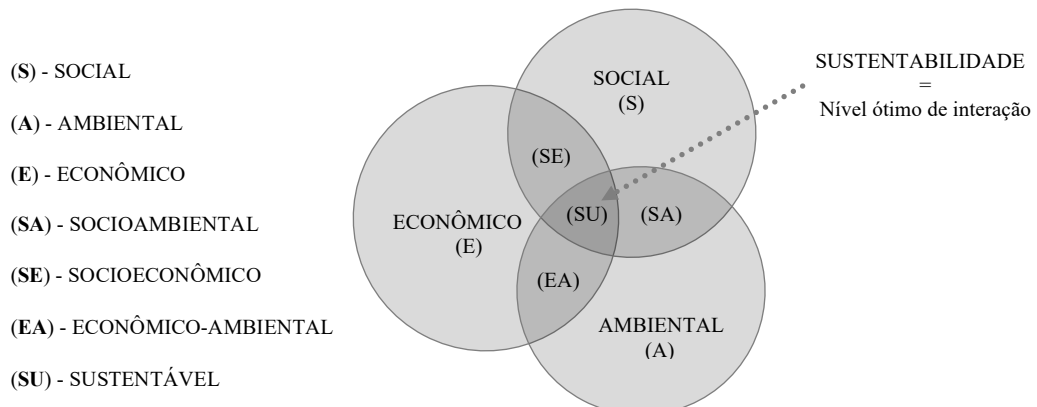 (S) - SOCIAL
(A) - AMBIENTAL
(E) - ECONÔMICO
(SA) - SOCIOAMBIENTAL
(SE) - SOCIOECONÔMICO
(EA) - ECONÔMICO-AMBIENTAL
(SU) - SUSTENTÁVEL
SOCIAL
(S)
(SE)
ECONÔMICO
(E)
(SU)
(SA)
(EA)
AMBIENTAL
(A)
SUSTENTABILIDADE
=
Nível ótimo de interação